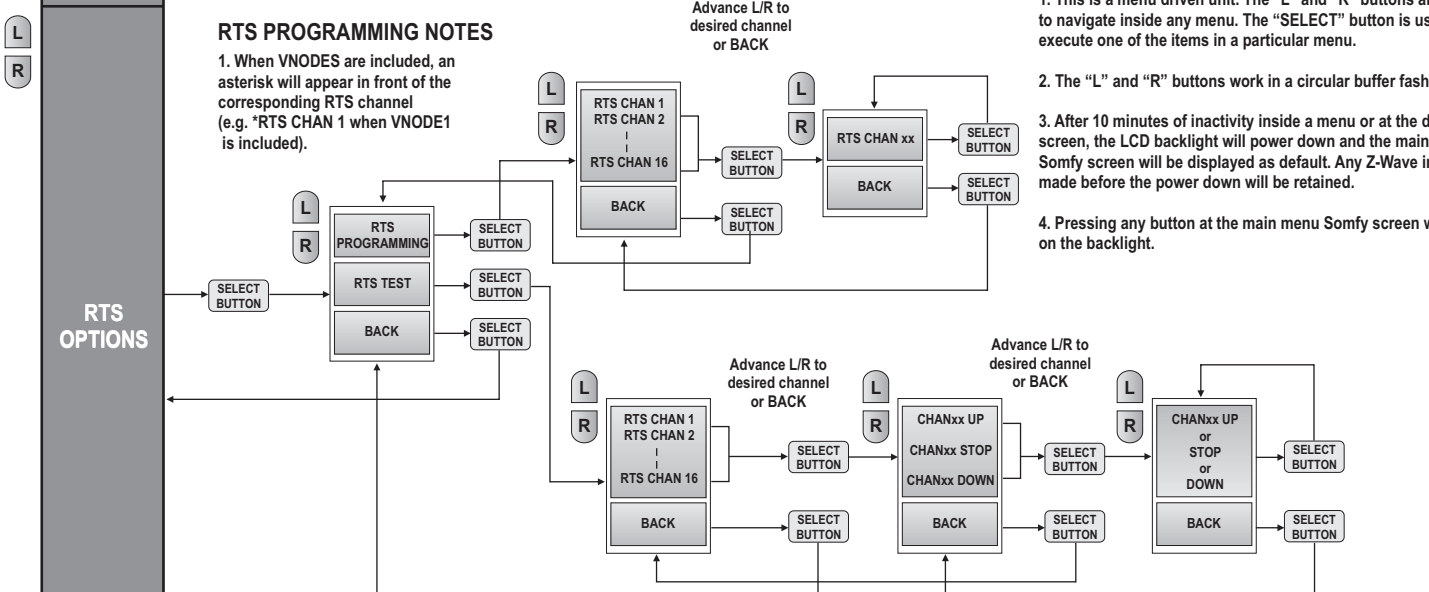 L
R
RTS PROGRAMMING NOTES
1. When VNODES are included, an
asterisk will appear in front of the
corresponding RTS channel
(e.g. *RTS CHAN 1 when VNODE1
is included).
Advance L/R to
desired channel
or BACK
1. This is a menu driven unit. The "L" and "R" buttons
to navigate inside any menu. The “SELECT” button is
execute one of the items in a particular menu.
2. The “L” and “R” buttons work in a circular buffer
3. After 10 minutes of inactivity inside a menu or at the
screen, the LCD backlight will power down and the main
Somfy screen will be displayed as default. Any Z-Wave
made before the power down will be retained.
4. Pressing any button at the main menu Somfy screen
on the backlight.
L
R
RTS CHAN 1
RTS CHAN 2
RTS CHAN 16
BACK
SELECT
BUTTON
SELECT
BUTTON
L
R
RTS CHAN xx
BACK
SELECT
BUTTON
SELECT
BUTTON
RTS
OPTIONS
SELECT
BUTTON
L
R
RTS
PROGRAMMING
RTS TEST
BACK
SELECT
BUTTON
SELECT
BUTTON
SELECT
BUTTON
L
R
RTS CHAN 1
RTS CHAN 2
RTS CHAN 16
BACK
Advance L/R to
desired channel
or BACK
SELECT
BUTTON
SELECT
BUTTON
L
R
CHANxx UP
CHANxx STOP
CHANxx DOWN
BACK
Advance L/R to
desired channel
or BACK
SELECT
BUTTON
SELECT
BUTTON
L
R
CHANxx UP
or
STOP
or
DOWN
BACK
SELECT
BUTTON
SELECT
BUTTON